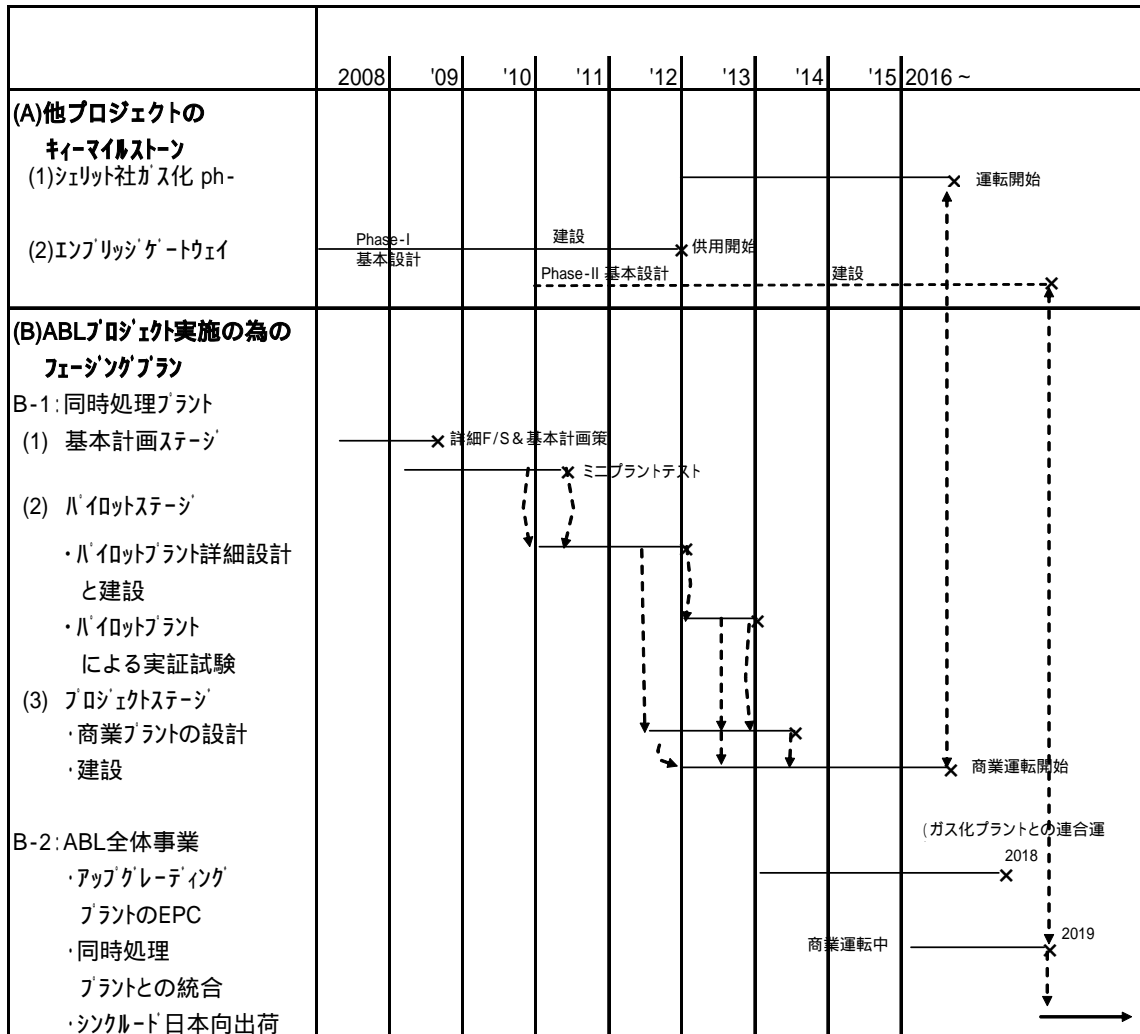 2008 '09 '10 '11 '12 '13 '14 '15 2016 ~
(A)他プロジェクトの
キィーマイルストーン
(1)シェリット社ガス化 ph-
運転開始
(2)エンブリッジゲートウェイ
Phase-I
基本設計
建設
供用開始
Phase-II 基本設計
建設
(B)ABLプロジェクト実施の為の
フェージングプラン
B-1:同時処理プラント
(1) 基本計画ステージ
詳細F/S&基本計画策
ミニプラントテスト
(2) パイロットステージ
・パイロットプラント詳細設計
と建設
・パイロットプラント
による実証試験
(3) プロジェクトステージ
・商業プラントの設計
・建設
商業運転開始
(ガス化プラントとの連合運
B-2:ABL全体事業
2018
・アップグレーディング
プラントのEPC
・同時処理
商業運転中
2019
プラントとの統合
・シンクルード日本向出荷